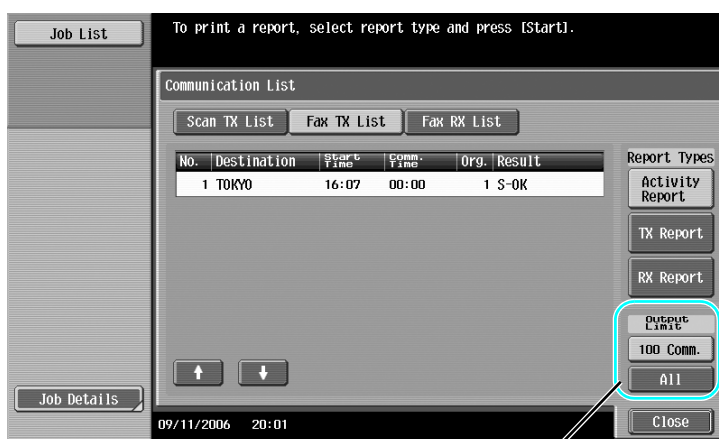 Job List
To print a report, select report type and press [Start].
Communication List
Scan TX List Fax TX List Fax RX List
No. Destination Start Time Comm. Time Org. Result
1 TOKYO 16:07 00:00 1 S-OK
Report Types
Activity Report
TX Report
RX Report
Output Limit
100 Comm.
All
Job Details
09/11/2006 20:01
Close